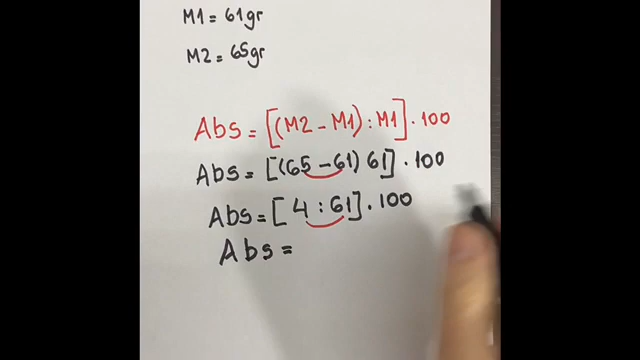 M1 = 61gr
M2 = 65gr
Abs = [(M2 - M1) : M1] . 100
Abs = [(65 - 61) 61] . 100
Abs = [4 : 61] . 100
Abs =